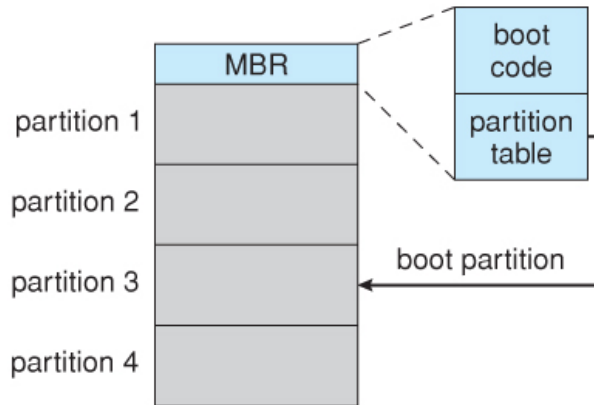 MBR
boot
code
partition
table
partition 1
partition 2
boot partition
partition 3
partition 4